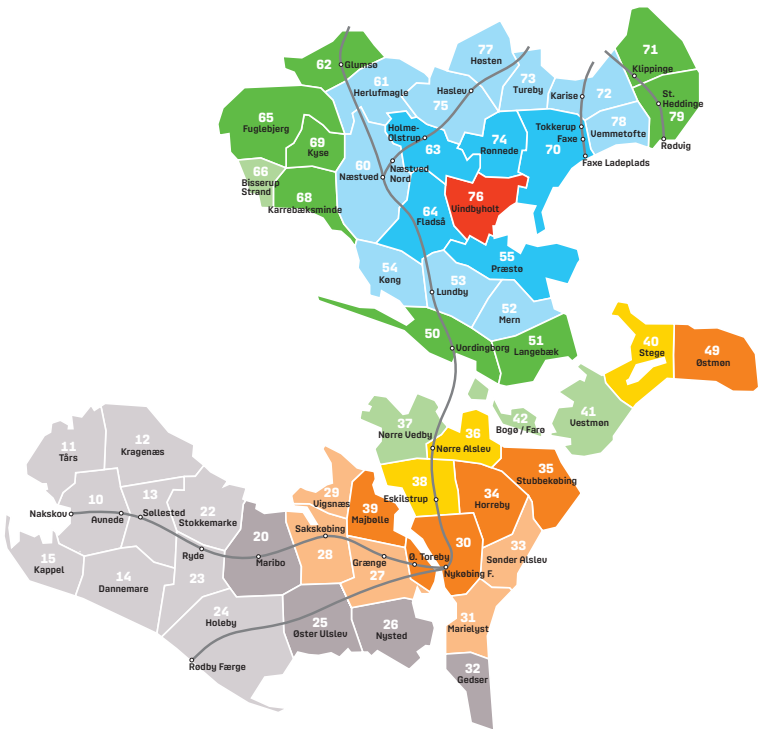 62
Glumsø
61
Herlufmagle
77
Høsten
73
Tureby
71
Klippinge
Haslev
75
Karise
72
St.
Heddinge
79
Rødvig
65
Fuglebjerg
69
Kyse
Holme-
Olstrup
63
74
Rønnede
Tokkerup
Faxe
70
78
Vemmetofte
Faxe Ladeplads
66
Bisserup
Strand
60
Næstved
Næstved
Nord
68
Karrebæksminde
76
Vindbyholt
64
Fladså
55
Præstø
54
Køng
53
Lundby
52
Mern
50
Vordingborg
51
Langebæk
40
Stege
49
Østmøn
37
Nørre Vedby
36
Nørre Alslev
42
Bogø / Farø
41
Vestmøn
11
Tårs
12
Kragenæs
10
Nakskov
Avnede
13
Søllested
22
Stokkemarke
29
Vigsnæs
39
Majbølle
38
Eskilstrup
34
Horreby
35
Stubbekøbing
20
Maribo
Sakskøbing
28
Grænge
27
Ø. Toreby
30
Nykøbing F.
33
Sønder Alslev
15
Kappel
14
Dannemare
Ryde
23
24
Holeby
Rødby Færge
25
Øster Ulslev
26
Nysted
31
Marielyst
32
Gedser